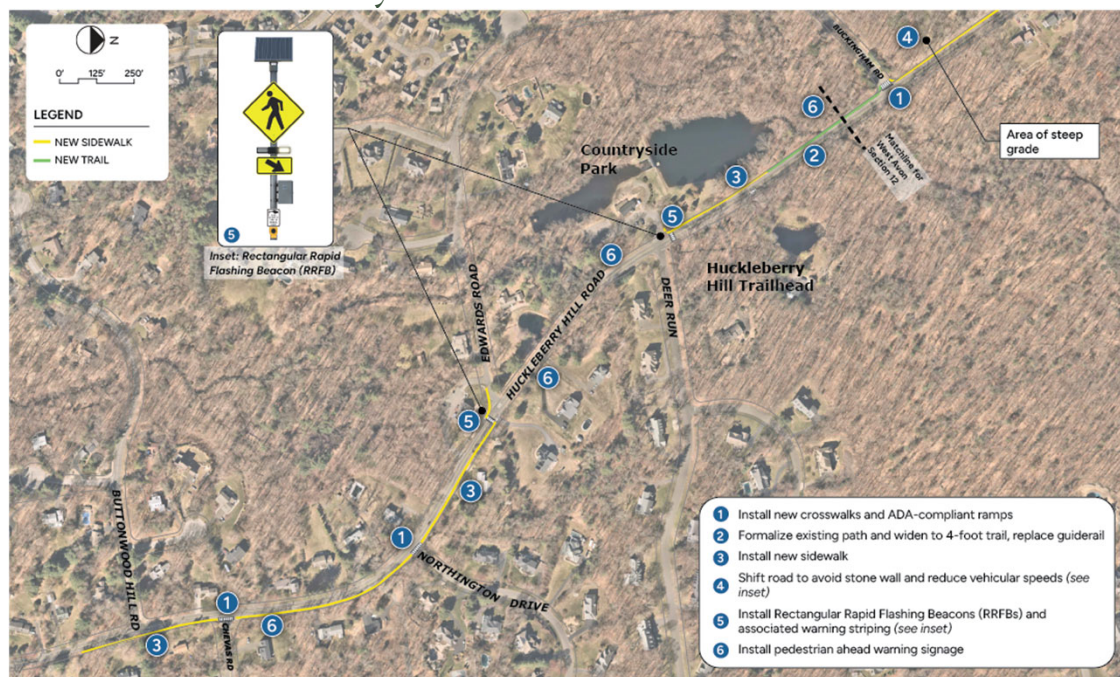 N
0' 125' 250'
LEGEND
NEW SIDEWALK
NEW TRAIL
5
Inset: Rectangular Rapid
Flashing Beacon (RRFB)
BUCKINGHAM RD
4
1
6
Area of steep
grade
Matchline for
West Avon
Section 12
2
Countryside
Park
3
5
6
Huckleberry
Hill Trailhead
HUCKLEBERRY HILL ROAD
DEER RUN
EDWARDS ROAD
6
5
3
1
NORTHINGTON DRIVE
BUTTONWOOD HILL RD
1
CHEVAS RD
6
3
1 Install new crosswalks and ADA-compliant ramps
2 Formalize existing path and widen to 4-foot trail, replace guiderail
3 Install new sidewalk
4 Shift road to avoid stone wall and reduce vehicular speeds (see
inset)
5 Install Rectangular Rapid Flashing Beacons (RRFBs) and
associated warning striping (see inset)
6 Install pedestrian ahead warning signage